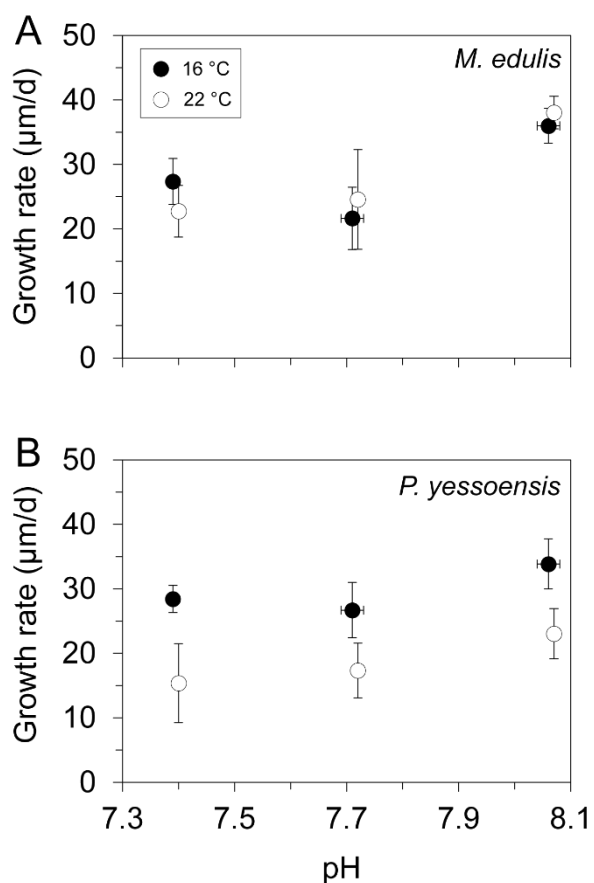 A
50
40
30
20
10
0
Growth rate (µm/d)
16 °C
22 °C
M. edulis
B
50
40
30
20
10
0
Growth rate (µm/d)
P. yessoensis
7.3 7.5 7.7 7.9 8.1
pH